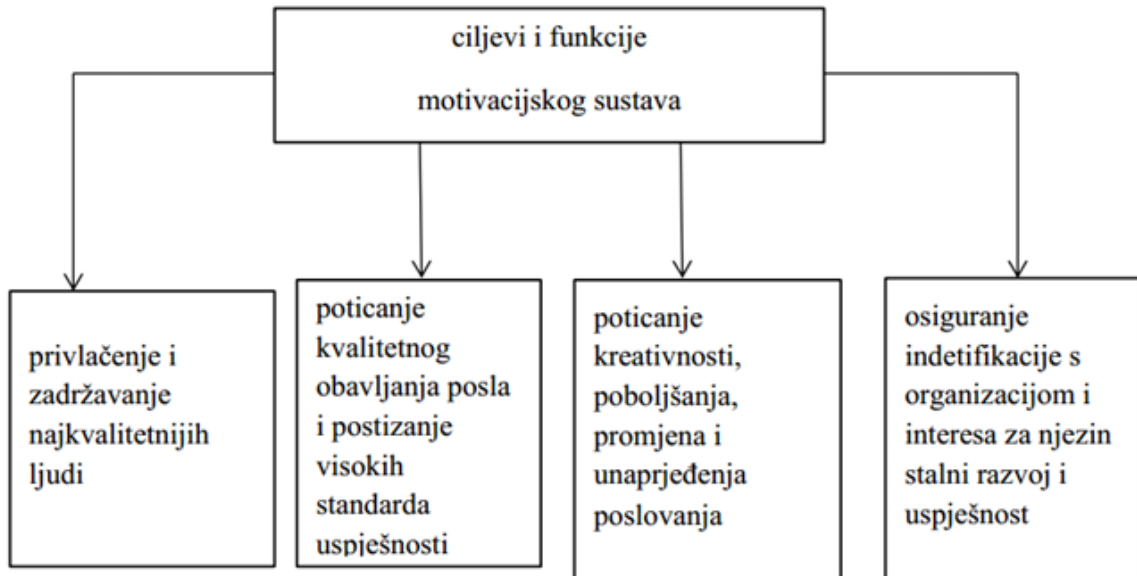 ciljevi i funkcije
motivacijskog sustava
privlačenje i
zadržavanje
najkvalitetnijih
ljudi
poticanje
kvalitetnog
obavljanja posla
i postizanje
visokih
standarda
uspješnosti
poticanje
kreativnosti,
poboljšanja,
promjena i
unaprjeđenja
poslovanja
osiguranje
indetifikacije s
organizacijom i
interesa za njezin
stalni razvoj i
uspješnost